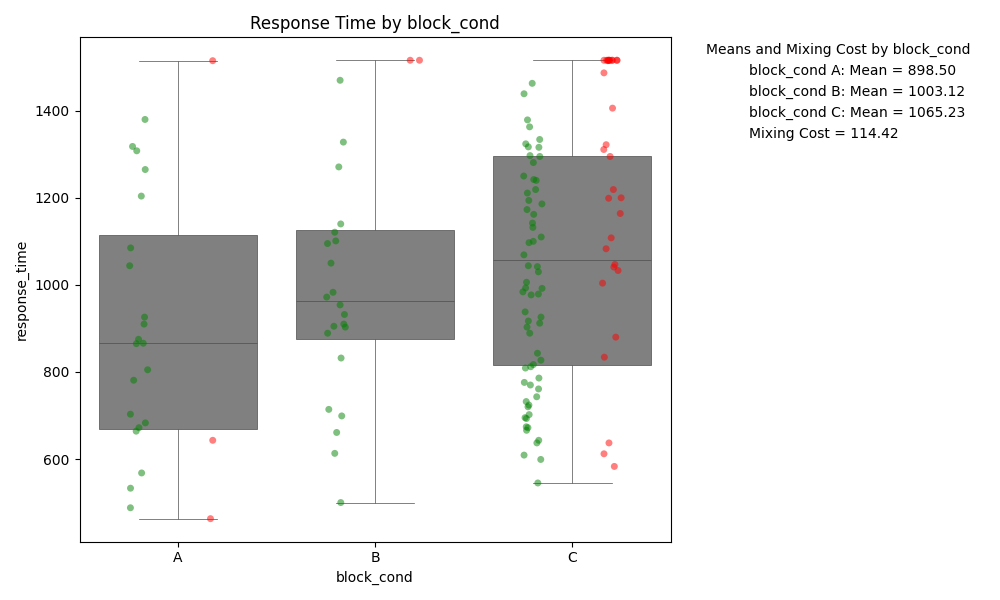 Response Time by block_cond
Means and Mixing Cost by block_cond
block_cond A: Mean = 898.50
block_cond B: Mean = 1003.12
block_cond C: Mean = 1065.23
Mixing Cost = 114.42
response_time
1400
1200
1000
800
600
A
B
C
block_cond